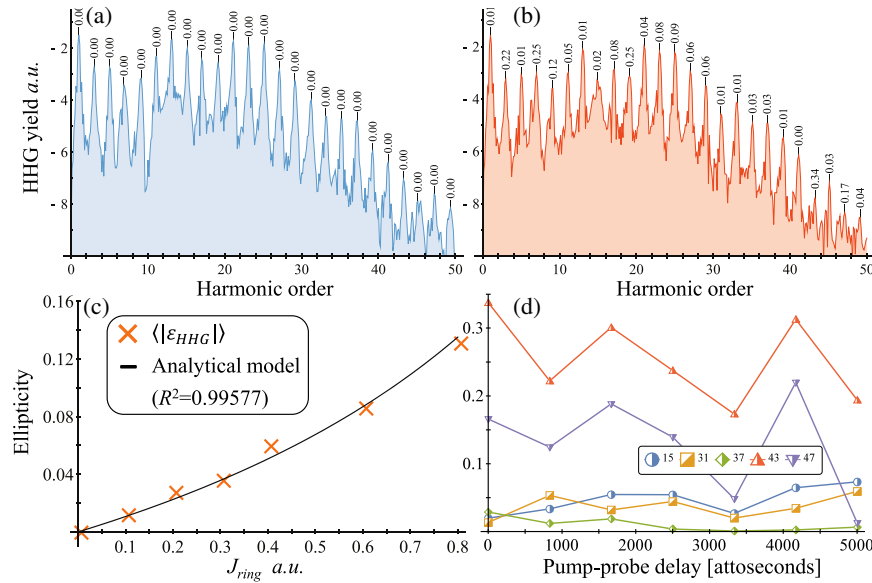 (a)
HHG yield a.u.
- 2
- 4
- 6
- 8
0.00 0.00 0.00 0.00 0.00 0.00 0.00 0.00 0.00 0.00 0.00 0.00 0.00 0.00 0.00 0.00 0.00 0.00 0.00 0.00 0.00 0.00 0.00 0.00 0.00
0 10 20 30 40 50
Harmonic order
(b)
- 2
- 4
- 6
- 8
0.01 0.22 0.01 0.25 0.12 0.05 0.01 0.02 0.08 0.25 0.04 0.08 0.09 0.06 0.03 0.01 0.01 0.03 0.03 0.01 0.00 0.34 0.03 0.17 0.04
0 10 20 30 40 50
Harmonic order
(c)
Ellipticity
0.16
0.12
0.08
0.04
⟨|ε_HHG|⟩
Analytical model
(R²=0.99577)
0.1 0.2 0.3 0.4 0.5 0.6 0.7 0.8
J_ring a.u.
(d)
0.3
0.2
0.1
15 31 37 43 47
0 1000 2000 3000 4000 5000
Pump-probe delay [attoseconds]